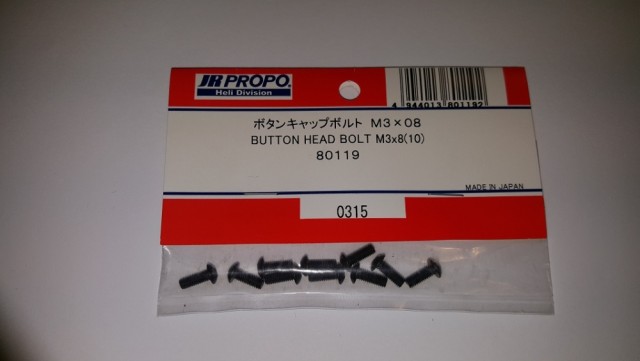 JR PROPO.
Heli Division
4 944013 801192
ボタンキャップボルト M3×08
BUTTON HEAD BOLT M3x8(10)
80119
MADE IN JAPAN
0315